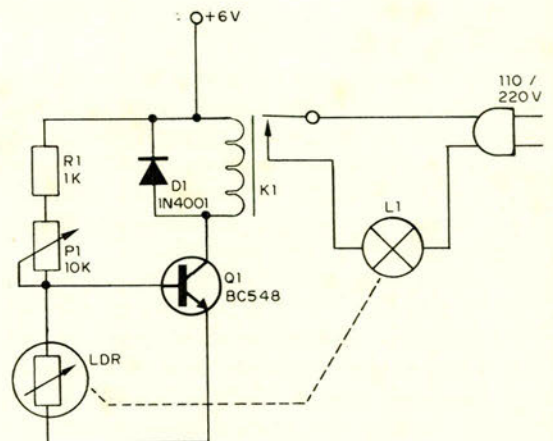 +6V
110 /
220 V
R1
1K
D1
1N4001
K1
L1
P1
10K
Q1
BC548
LDR